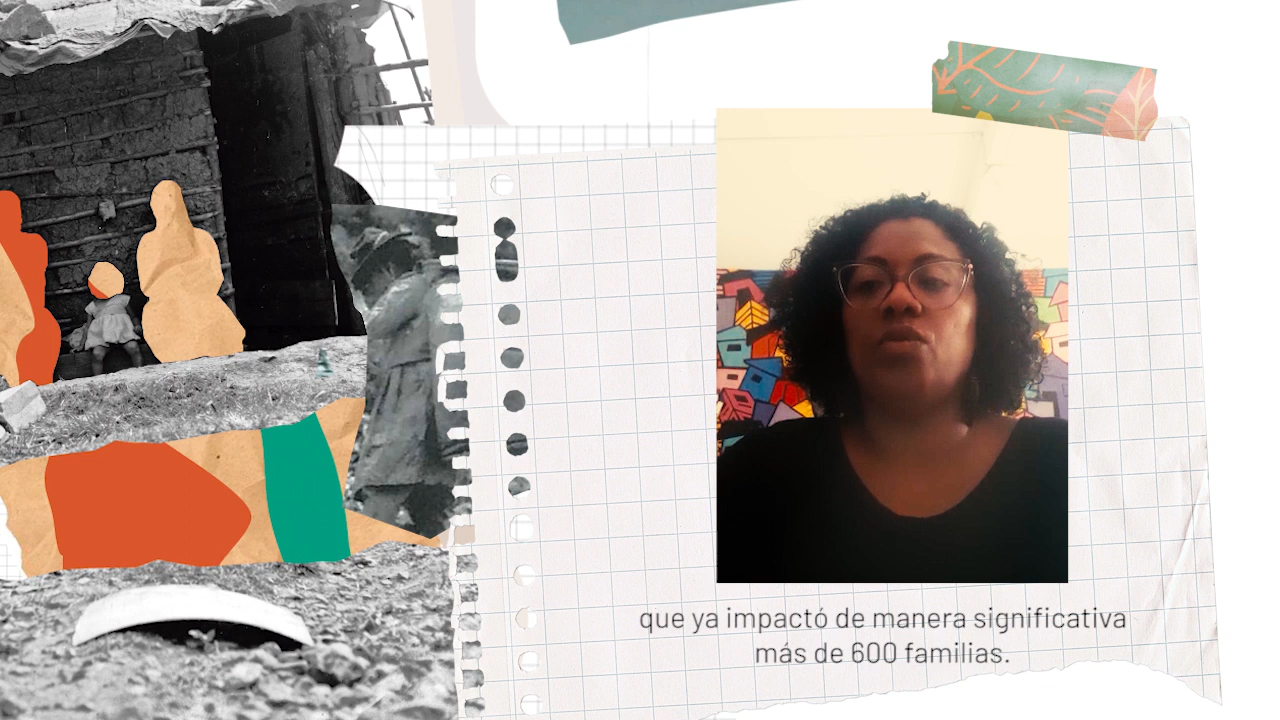 que ya impactó de manera significativa
más de 600 familias.